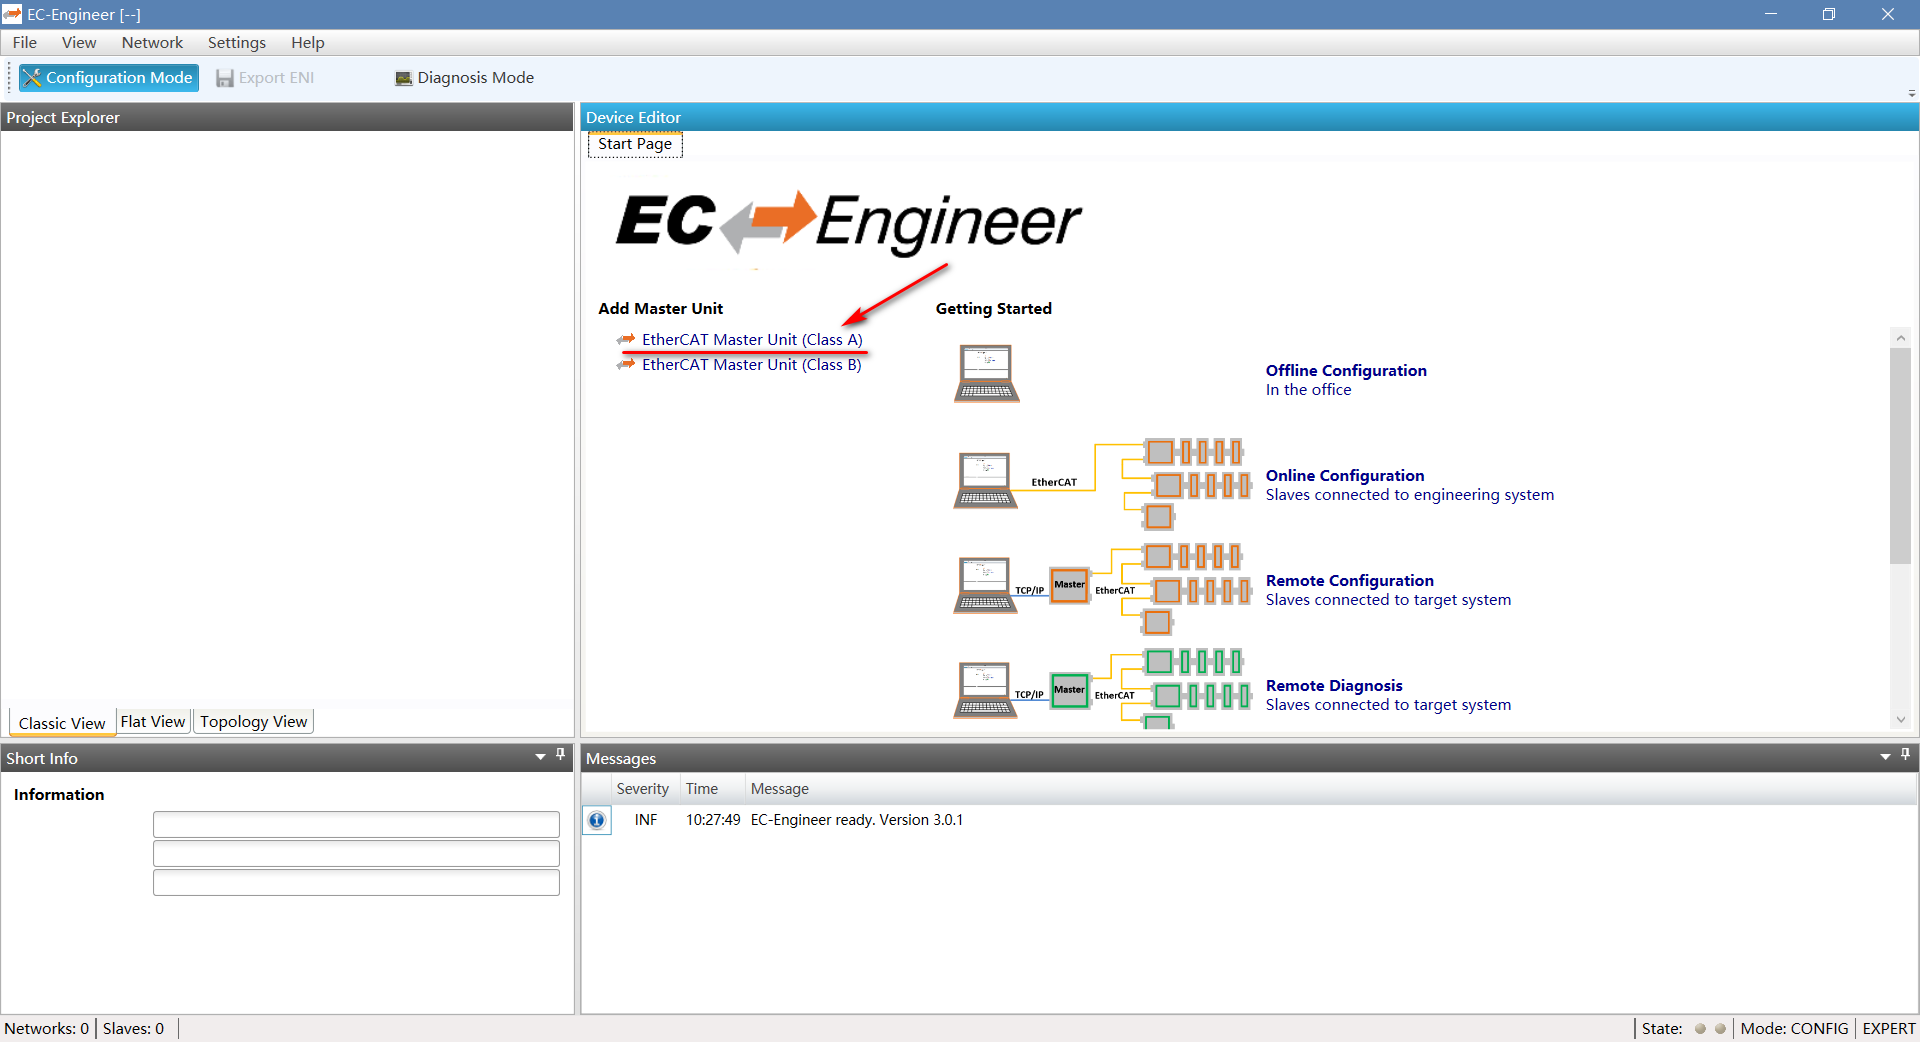 EC-Engineer [--]
File View Network Settings Help
Configuration Mode Export ENI Diagnosis Mode
Project Explorer
Classic View Flat View Topology View
Device Editor
Start Page
EC Engineer
Add Master Unit
EtherCAT Master Unit (Class A)
EtherCAT Master Unit (Class B)
Getting Started
Offline Configuration
In the office
EtherCAT
Online Configuration
Slaves connected to engineering system
TCP/IP Master EtherCAT
Remote Configuration
Slaves connected to target system
TCP/IP Master EtherCAT
Remote Diagnosis
Slaves connected to target system
Short Info
Information
Messages
Severity Time Message
INF 10:27:49 EC-Engineer ready. Version 3.0.1
Networks: 0 Slaves: 0 State: Mode: CONFIG EXPERT